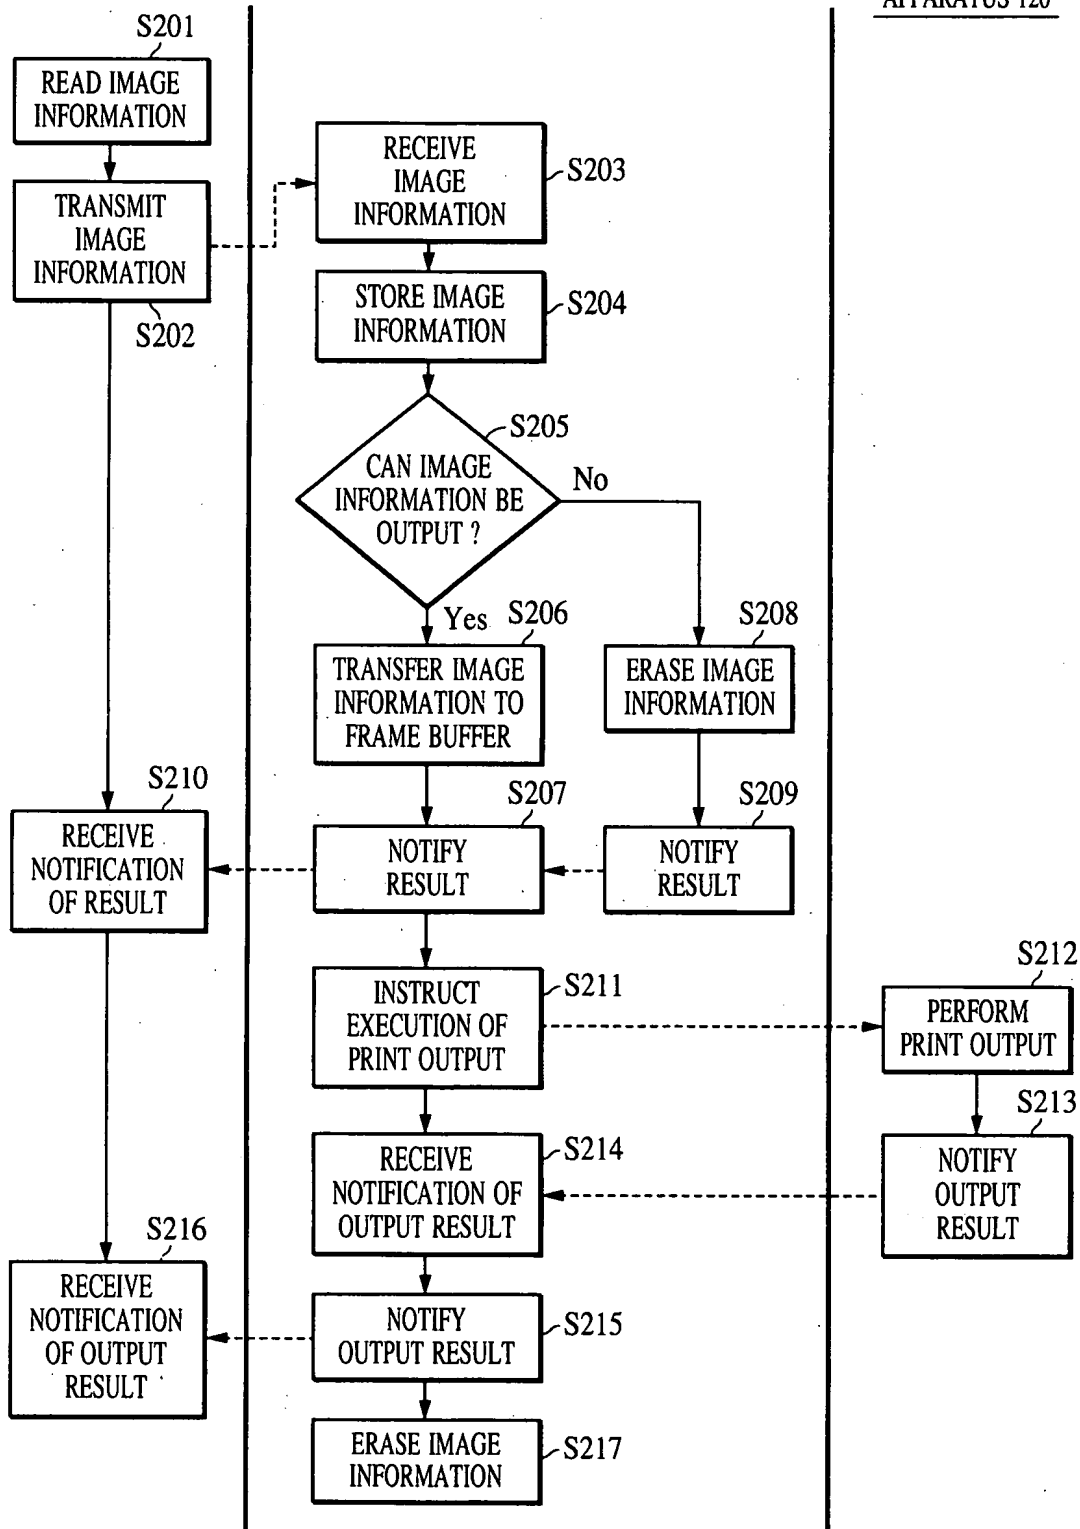 APPARATUS 120
S201
READ IMAGE
INFORMATION
TRANSMIT
IMAGE
INFORMATION
S202
RECEIVE
IMAGE
INFORMATION
S203
STORE IMAGE
INFORMATION
S204
S205
CAN IMAGE
INFORMATION BE
OUTPUT ?
No
Yes
S206
TRANSFER IMAGE
INFORMATION TO
FRAME BUFFER
S208
ERASE IMAGE
INFORMATION
S210
RECEIVE
NOTIFICATION
OF RESULT
S207
NOTIFY
RESULT
S209
NOTIFY
RESULT
S211
INSTRUCT
EXECUTION OF
PRINT OUTPUT
S212
PERFORM
PRINT OUTPUT
S213
NOTIFY
OUTPUT
RESULT
S214
RECEIVE
NOTIFICATION OF
OUTPUT RESULT
S216
RECEIVE
NOTIFICATION
OF OUTPUT
RESULT
NOTIFY
OUTPUT RESULT
S215
ERASE IMAGE
INFORMATION
S217